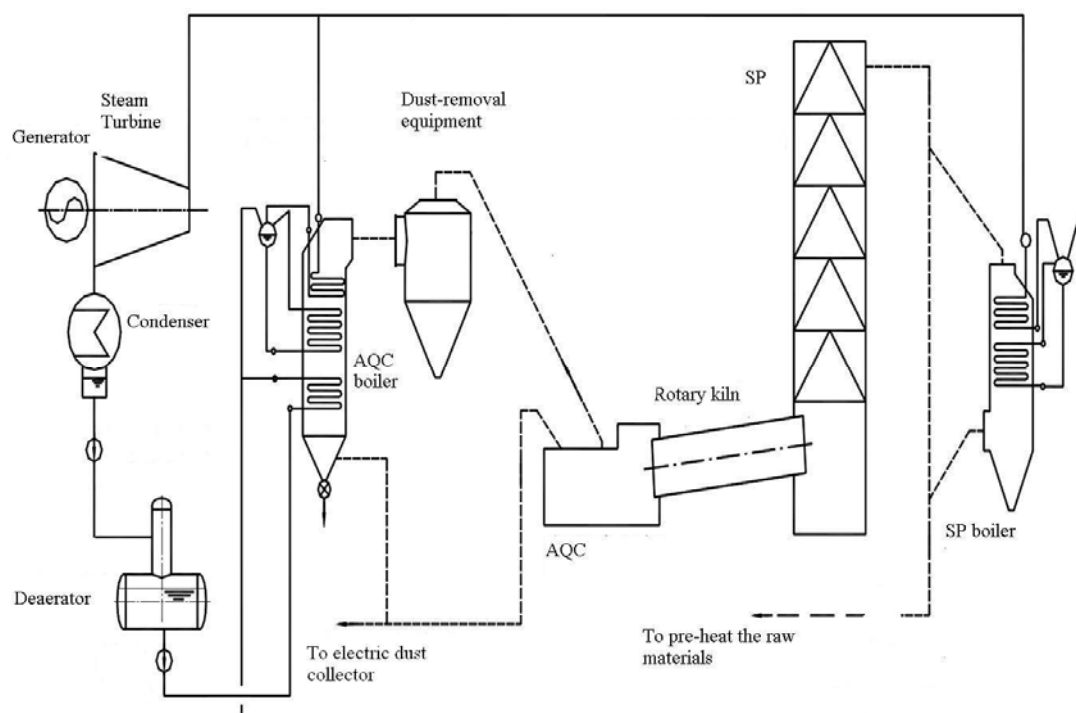 Steam
Turbine
Generator
Dust-removal
equipment
SP
Condenser
AQC
boiler
Rotary kiln
AQC
SP boiler
Deaerator
To electric dust
collector
To pre-heat the raw
materials